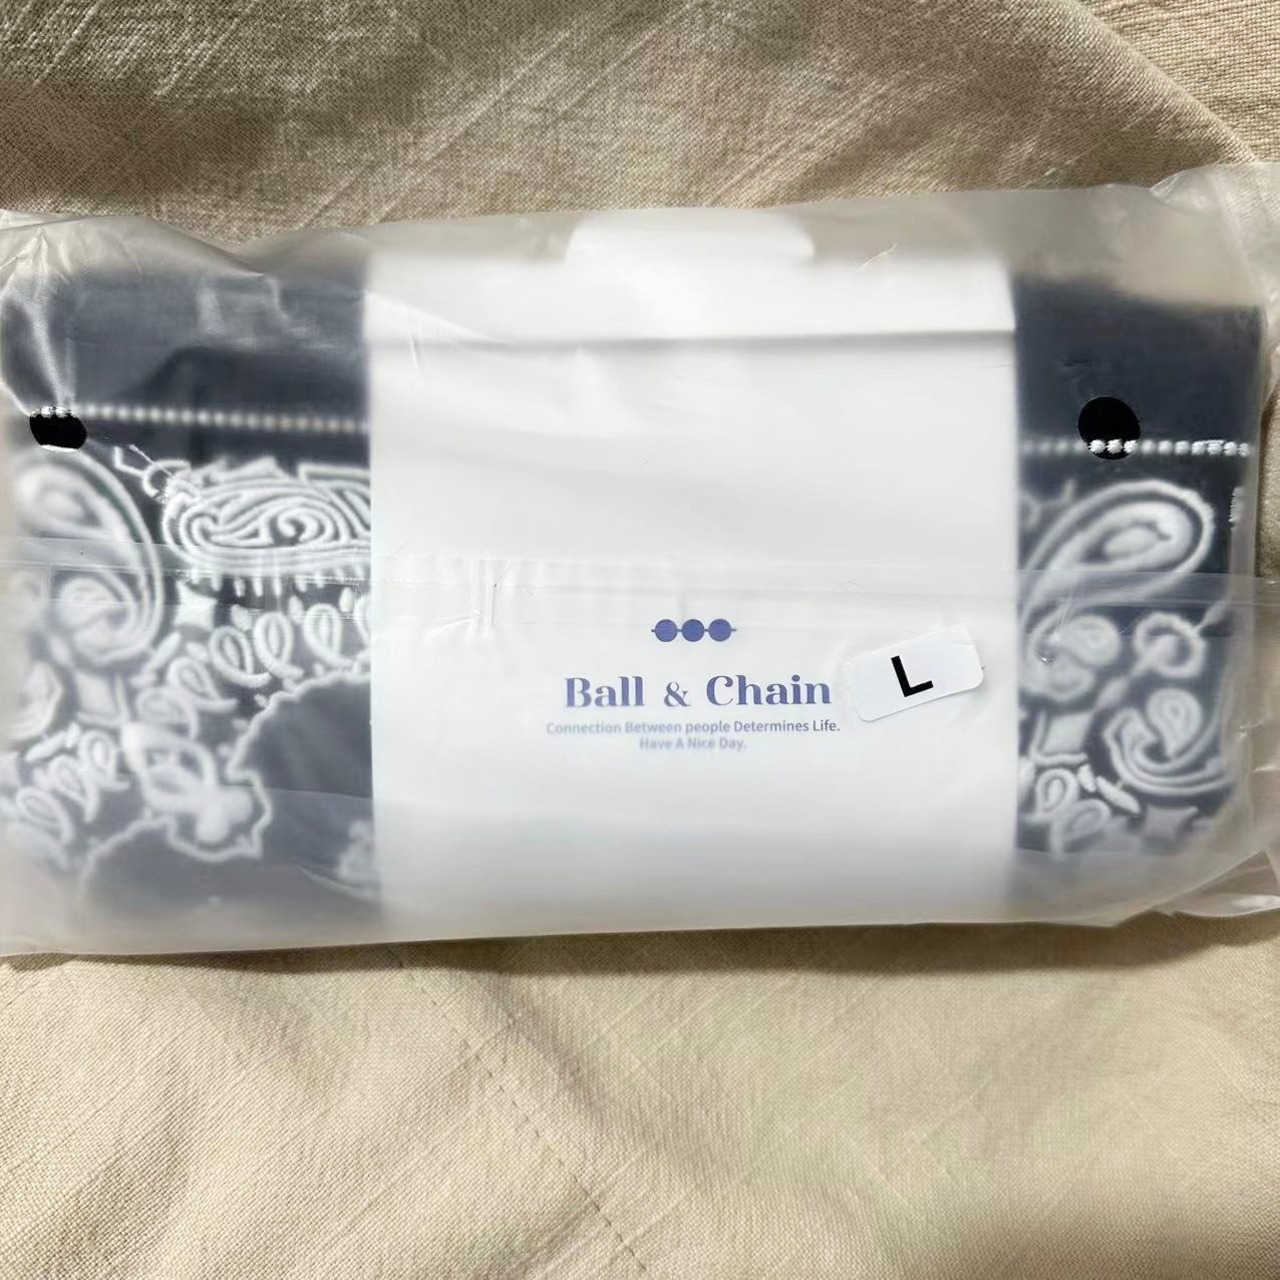 Ball & Chain
L
Connection Between people Determines Life.
Have A Nice Day.